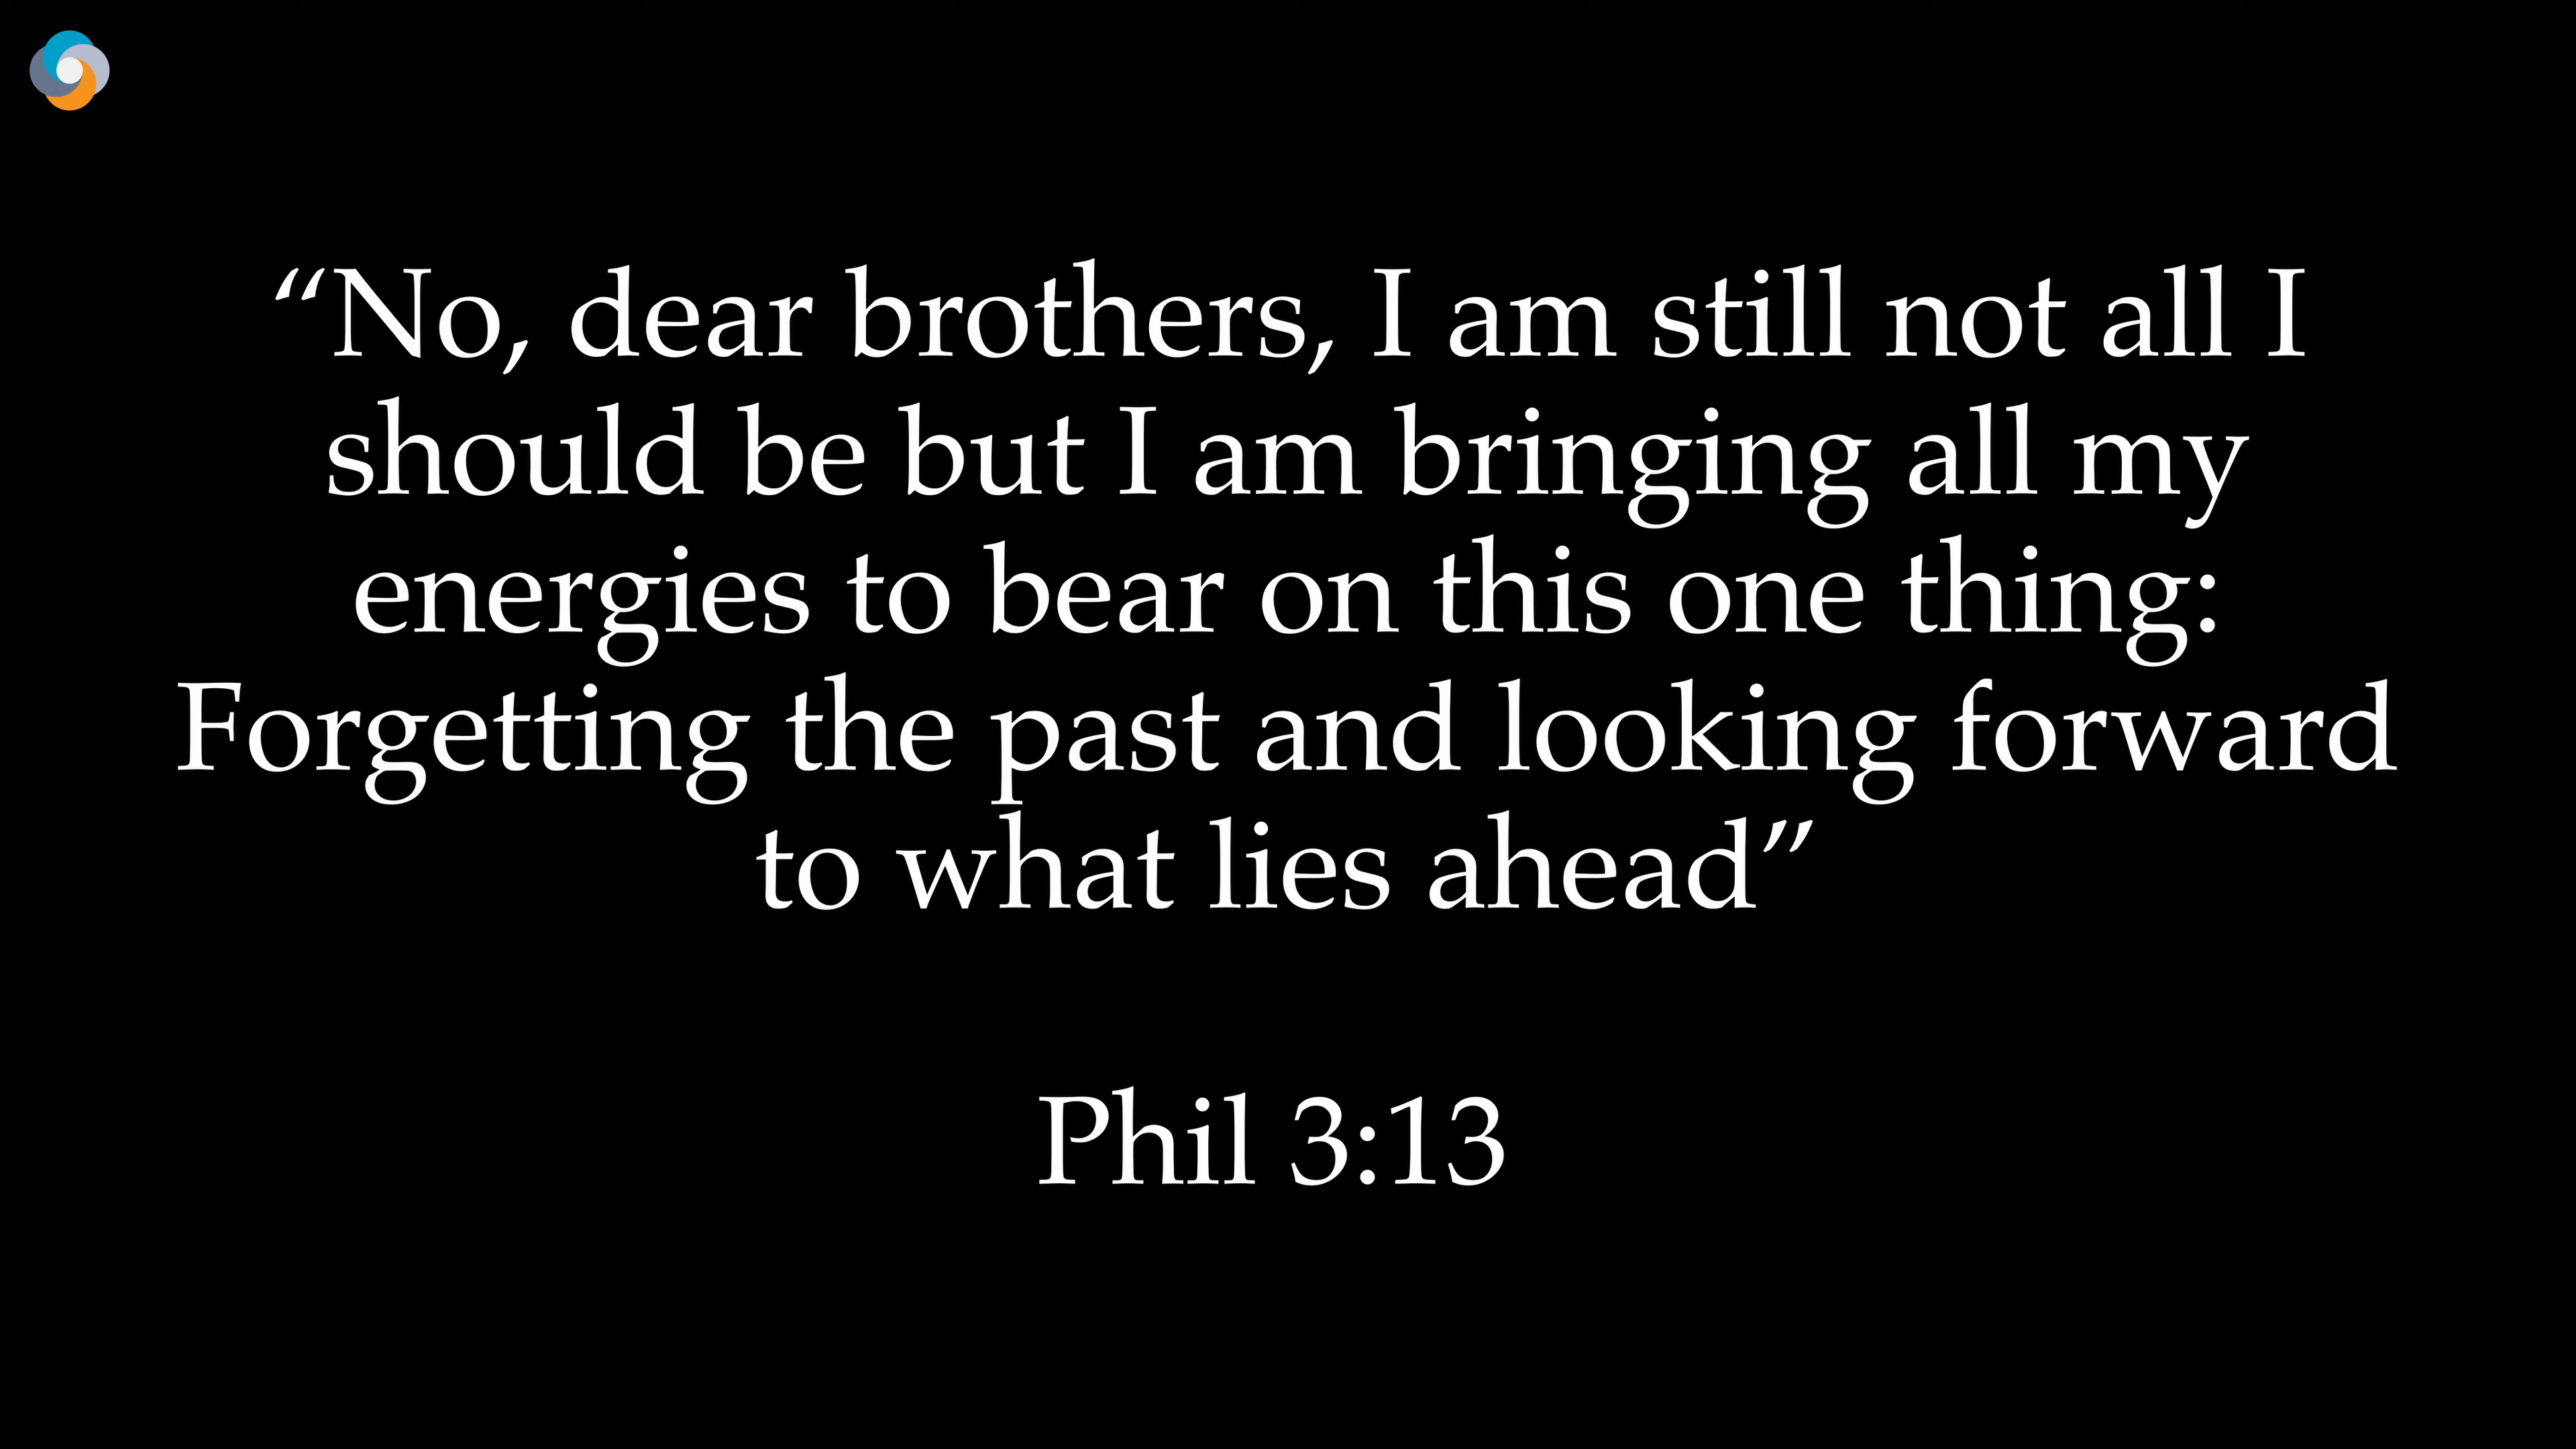 “No, dear brothers, I am still not all I
should be but I am bringing all my
energies to bear on this one thing:
Forgetting the past and looking forward
to what lies ahead”
Phil 3:13